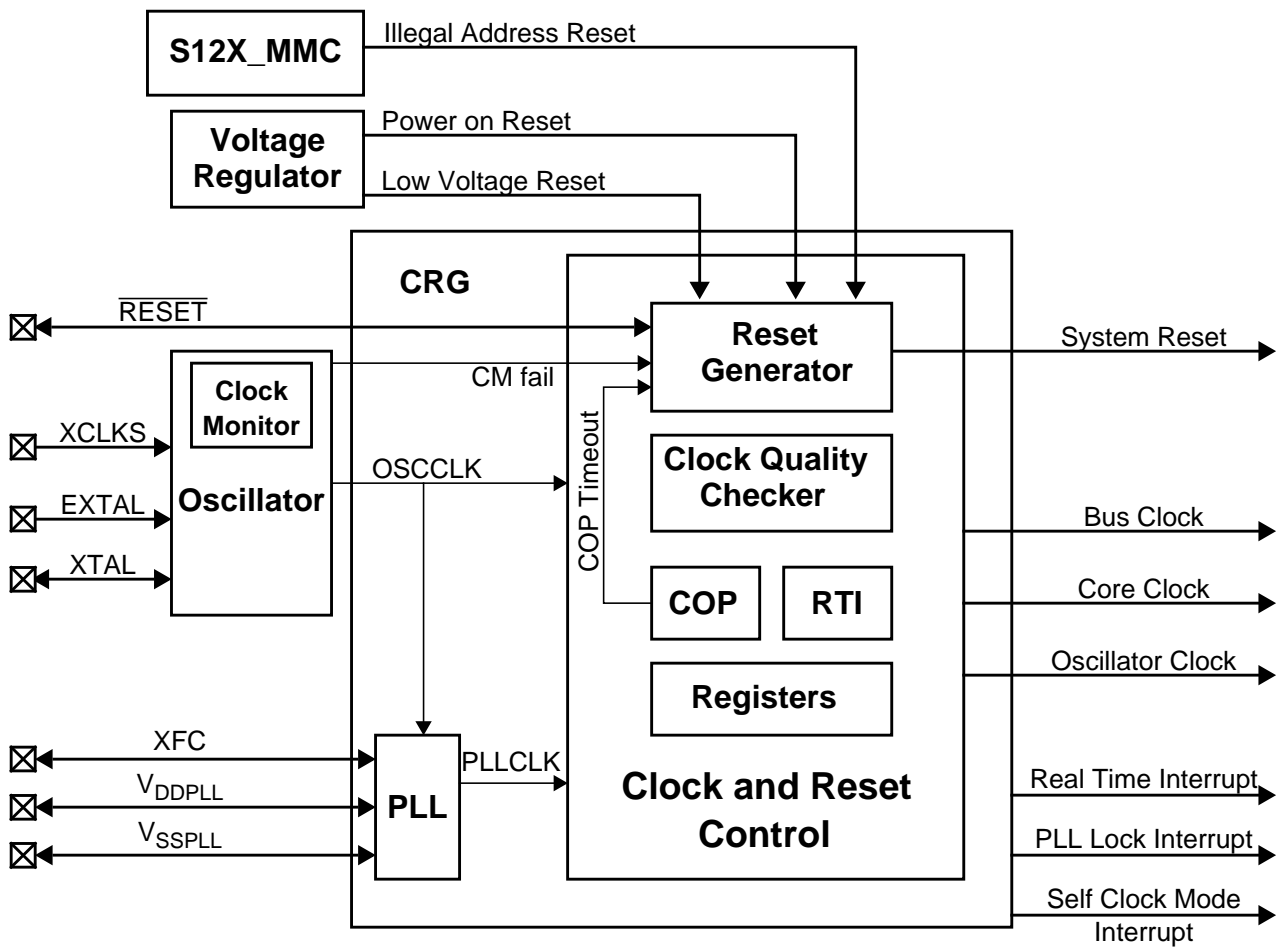 S12X_MMC
Illegal Address Reset
Voltage
Regulator
Power on Reset
Low Voltage Reset
CRG
RESET
Reset
Generator
System Reset
CM fail
Clock
Monitor
XCLKS
Oscillator
OSCCLK
COP Timeout
Clock Quality
Checker
EXTAL
Bus Clock
XTAL
COP
RTI
Core Clock
Oscillator Clock
Registers
XFC
VDDPLL
VSSPLL
PLL
PLLCLK
Clock and Reset
Control
Real Time Interrupt
PLL Lock Interrupt
Self Clock Mode
Interrupt